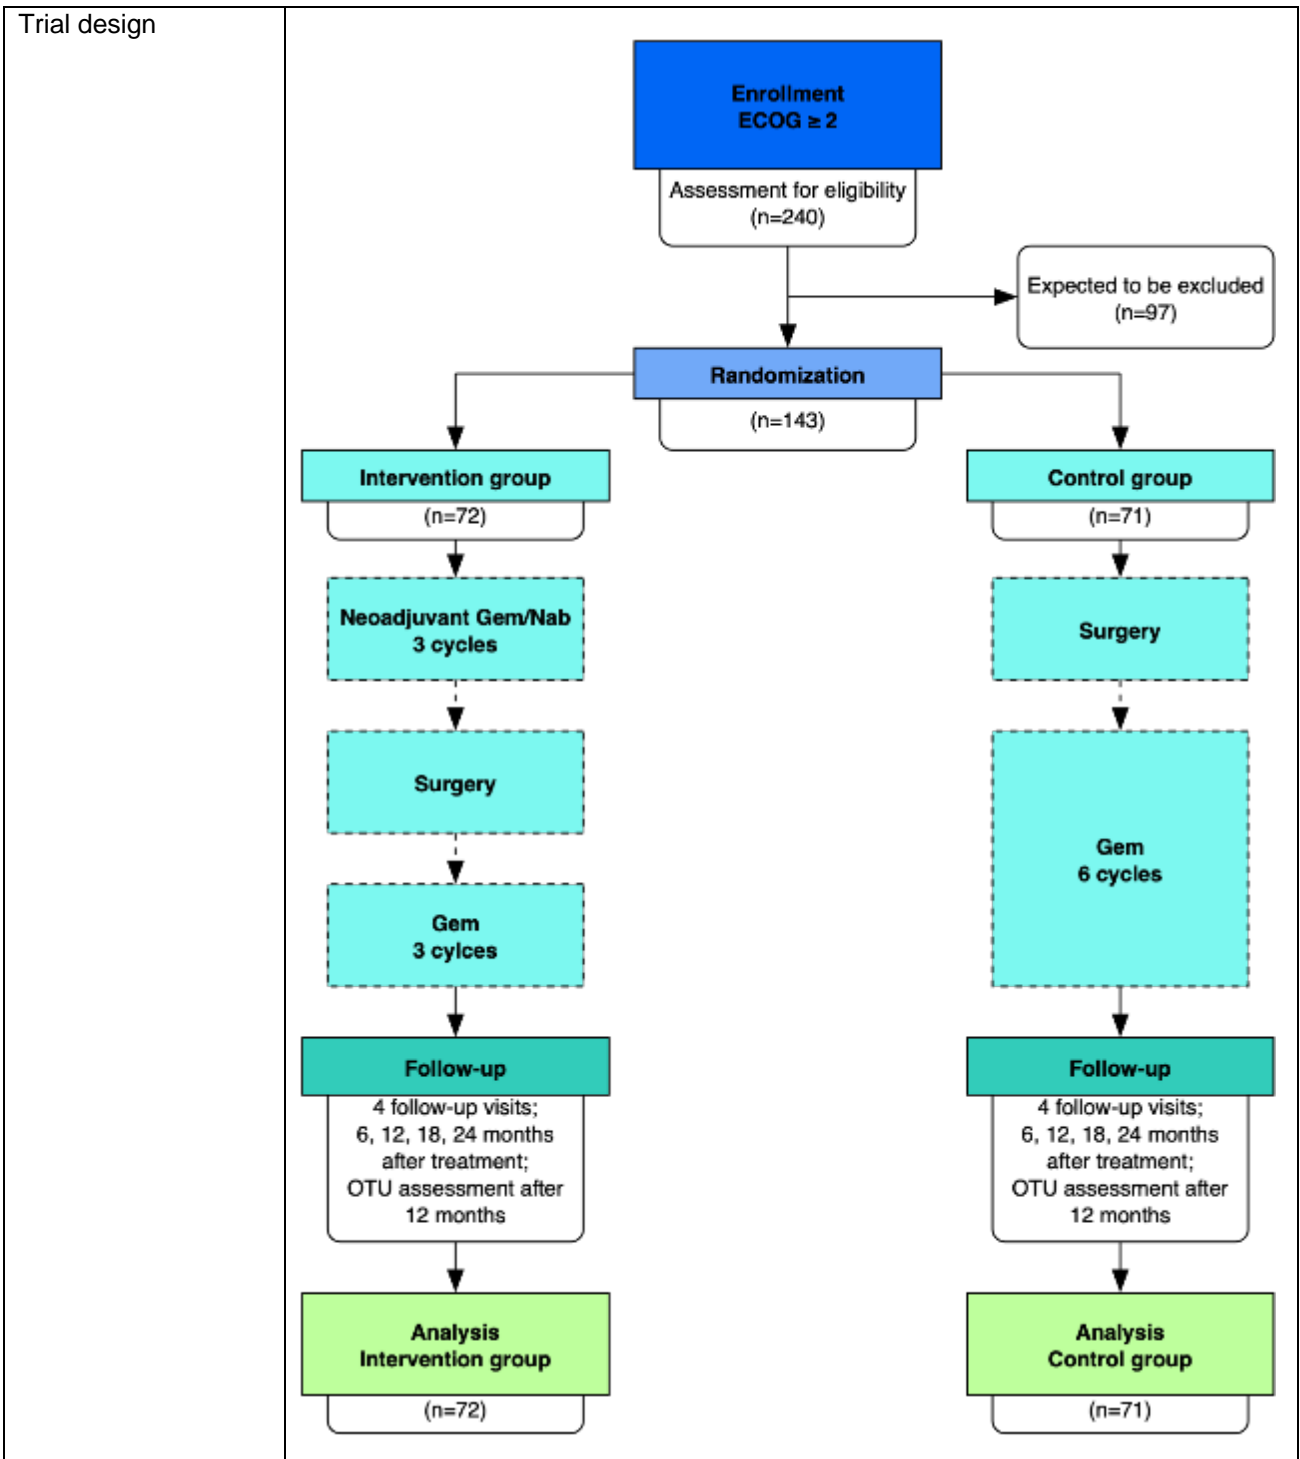 Trial design
Enrollment
ECOG ≥ 2
Assessment for eligibility
(n=240)
Expected to be excluded
(n=97)
Randomization
(n=143)
Intervention group
(n=72)
Neoadjuvant Gem/Nab
3 cycles
Surgery
Gem
3 cylces
Follow-up
4 follow-up visits;
6, 12, 18, 24 months
after treatment;
OTU assessment after
12 months
Analysis
Intervention group
(n=72)
Control group
(n=71)
Surgery
Gem
6 cycles
Follow-up
4 follow-up visits;
6, 12, 18, 24 months
after treatment;
OTU assessment after
12 months
Analysis
Control group
(n=71)